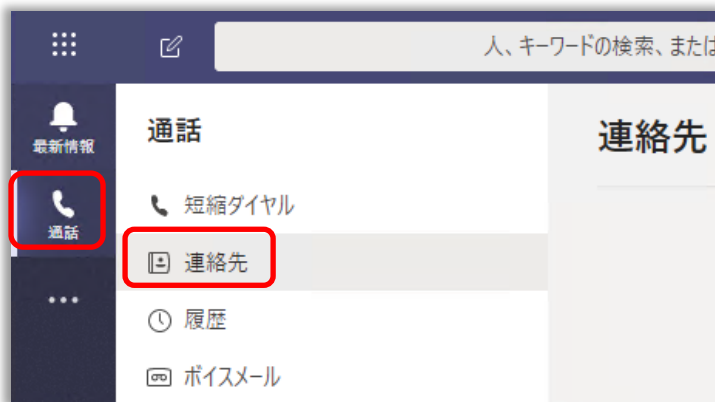 人、キーワードの検索、または
最新情報
通話
•••
通話
短縮ダイヤル
連絡先
履歴
ボイスメール
連絡先